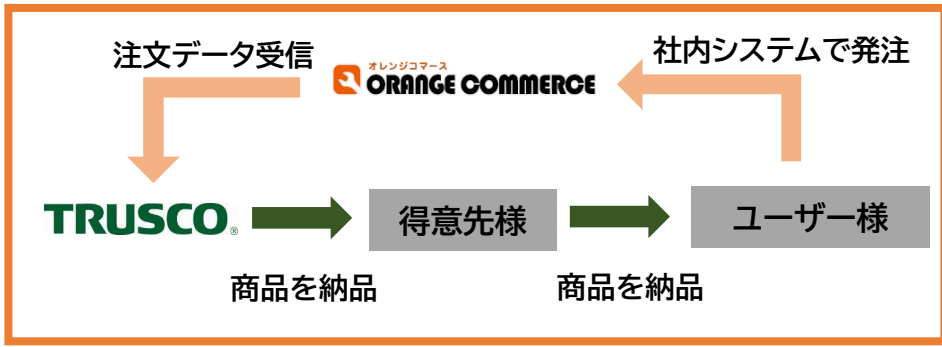 注文データ受信
オレンジコマース
ORANGE COMMERCE
社内システムで発注
TRUSCO®
得意先様
ユーザー様
商品を納品
商品を納品